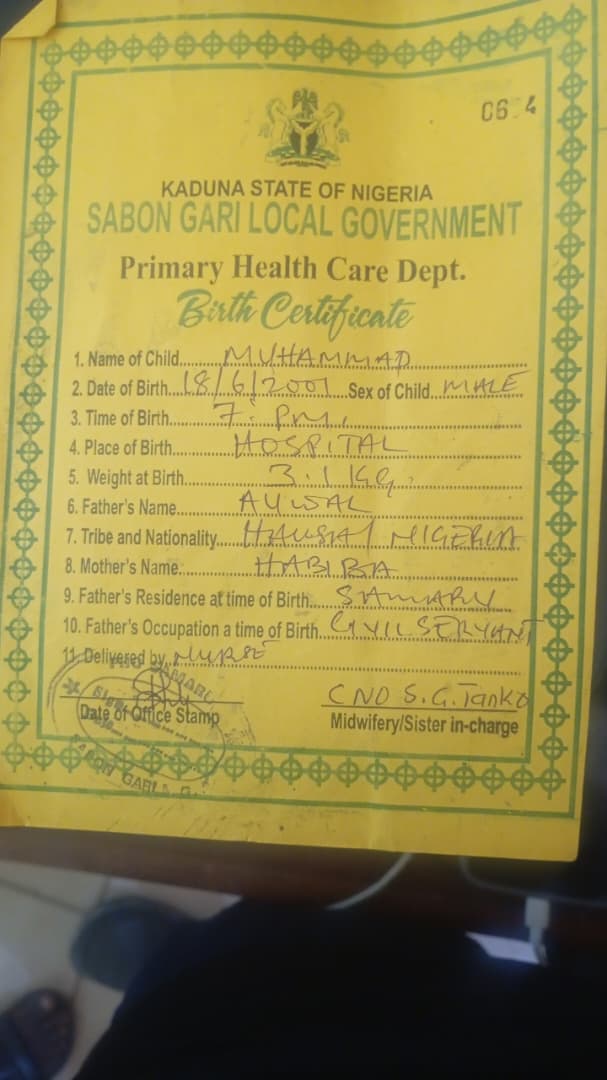 06 4
KADUNA STATE OF NIGERIA
SABON GARI LOCAL GOVERNMENT
Primary Health Care Dept.
Birth Certificate
1. Name of Child......MUHAMMAD
2. Date of Birth....18/6/2001....Sex of Child...MALE
3. Time of Birth......7: PM.
4. Place of Birth......HOSPITAL
5. Weight at Birth......3.1 Kg.
6. Father's Name......AUWAL
7. Tribe and Nationality....HAUSA/ NIGERIA
8. Mother's Name......HABIBA
9. Father's Residence at time of Birth....SAMARU
10. Father's Occupation a time of Birth...CIVIL SERVANT
11. Delivered by...NURSE
CNO S.G. Tanko
Date of Office Stamp
Midwifery/Sister in-charge
SAMARU
SABON GARI L.G.